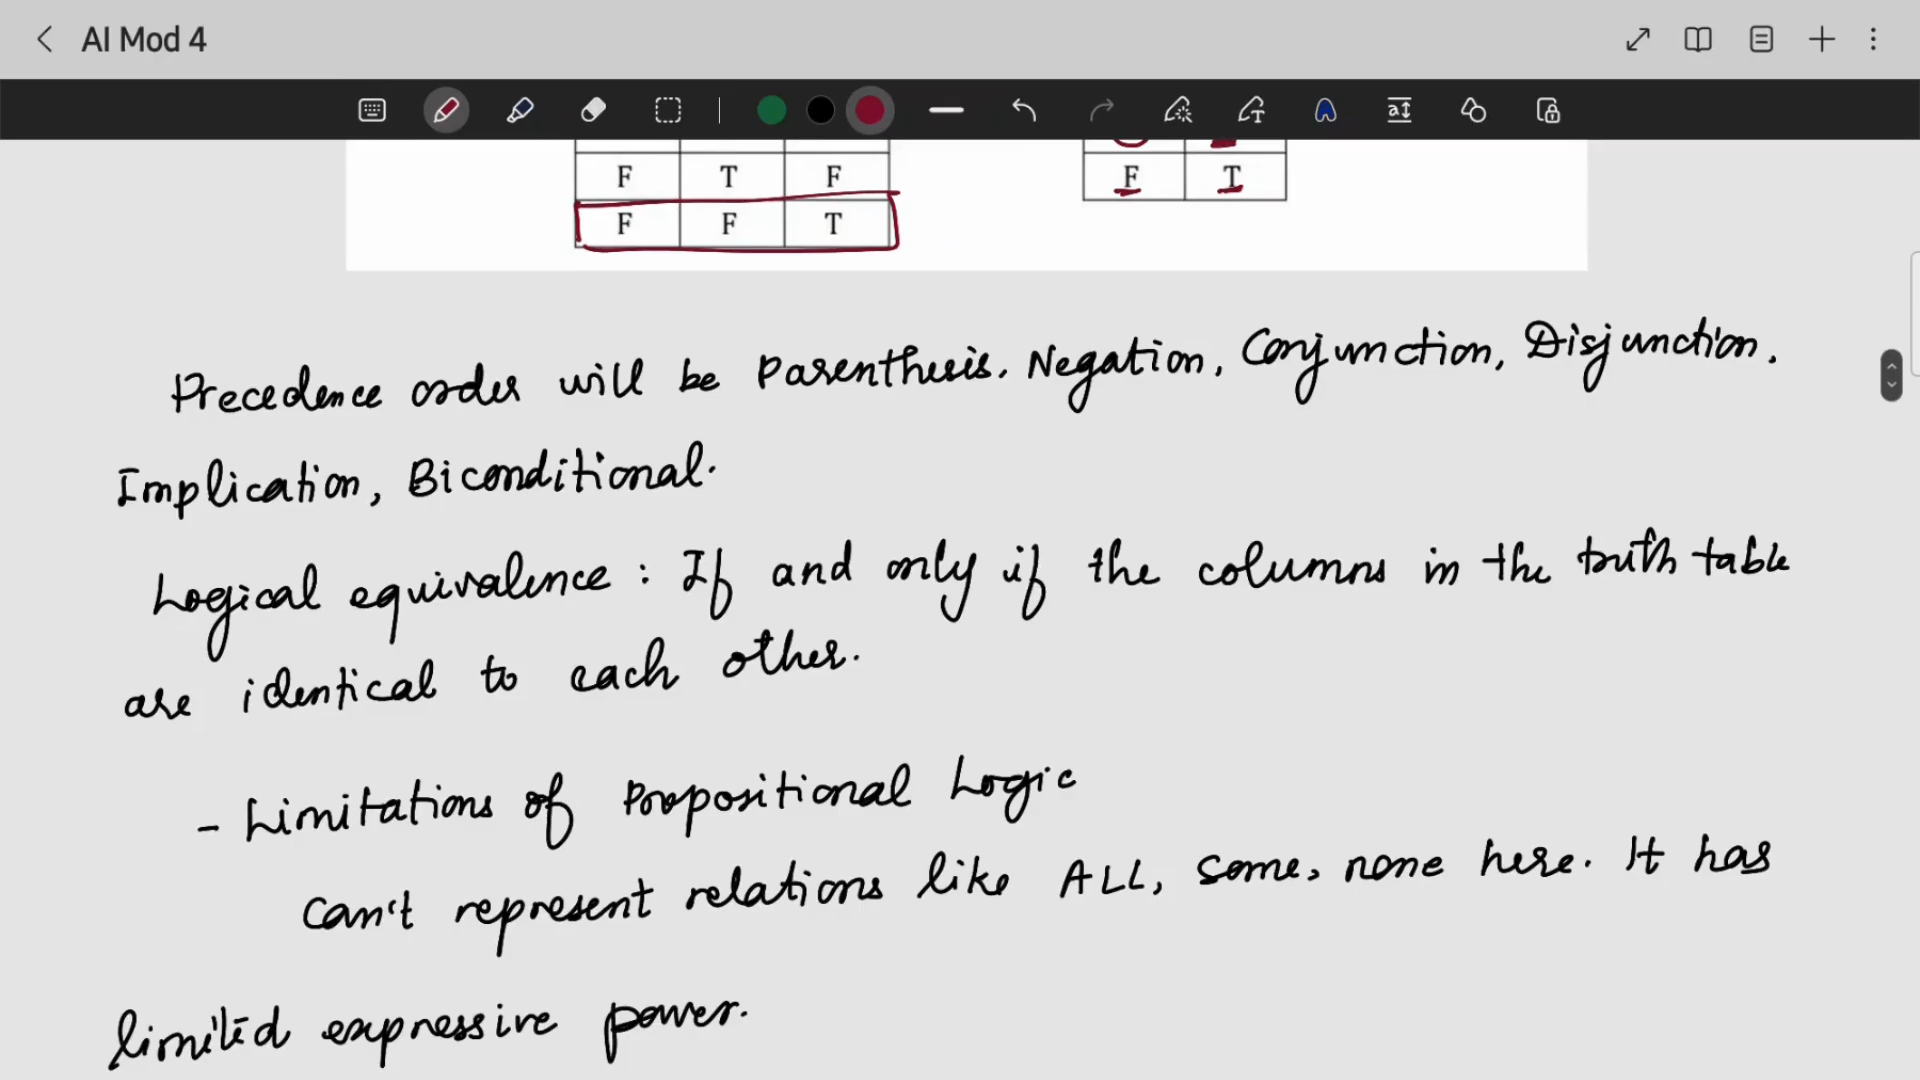 AI Mod 4
F T F F T
F F T
Precedence order will be Parenthesis. Negation, Conjunction, Disjunction.
Implication, Biconditional.
Logical equivalence : If and only if the columns in the truth table
are identical to each other.
- Limitations of Propositional Logic
Can't represent relations like ALL, Some, none here. It has
limited expressive power.